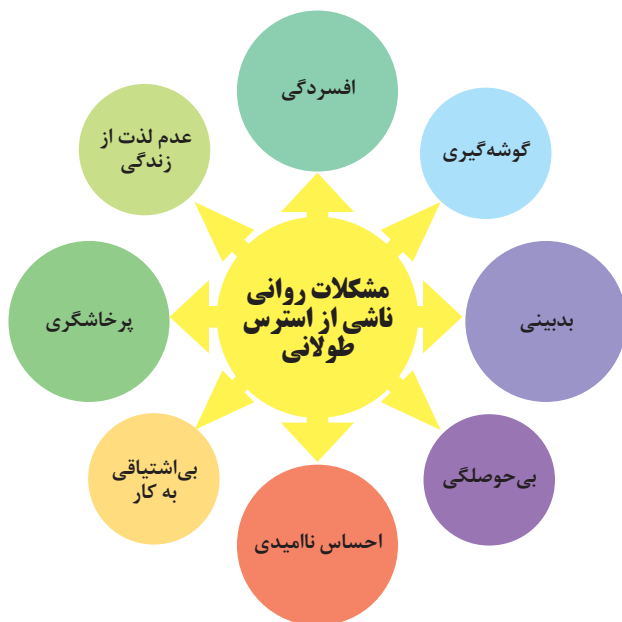 مشکلات روانی
ناشی از استرس
طولانی
افسردگی
گوشه‌گیری
بدبینی
بی‌حوصلگی
احساس ناامیدی
بی‌اشتیاقی
به کار
پرخاشگری
عدم لذت از
زندگی